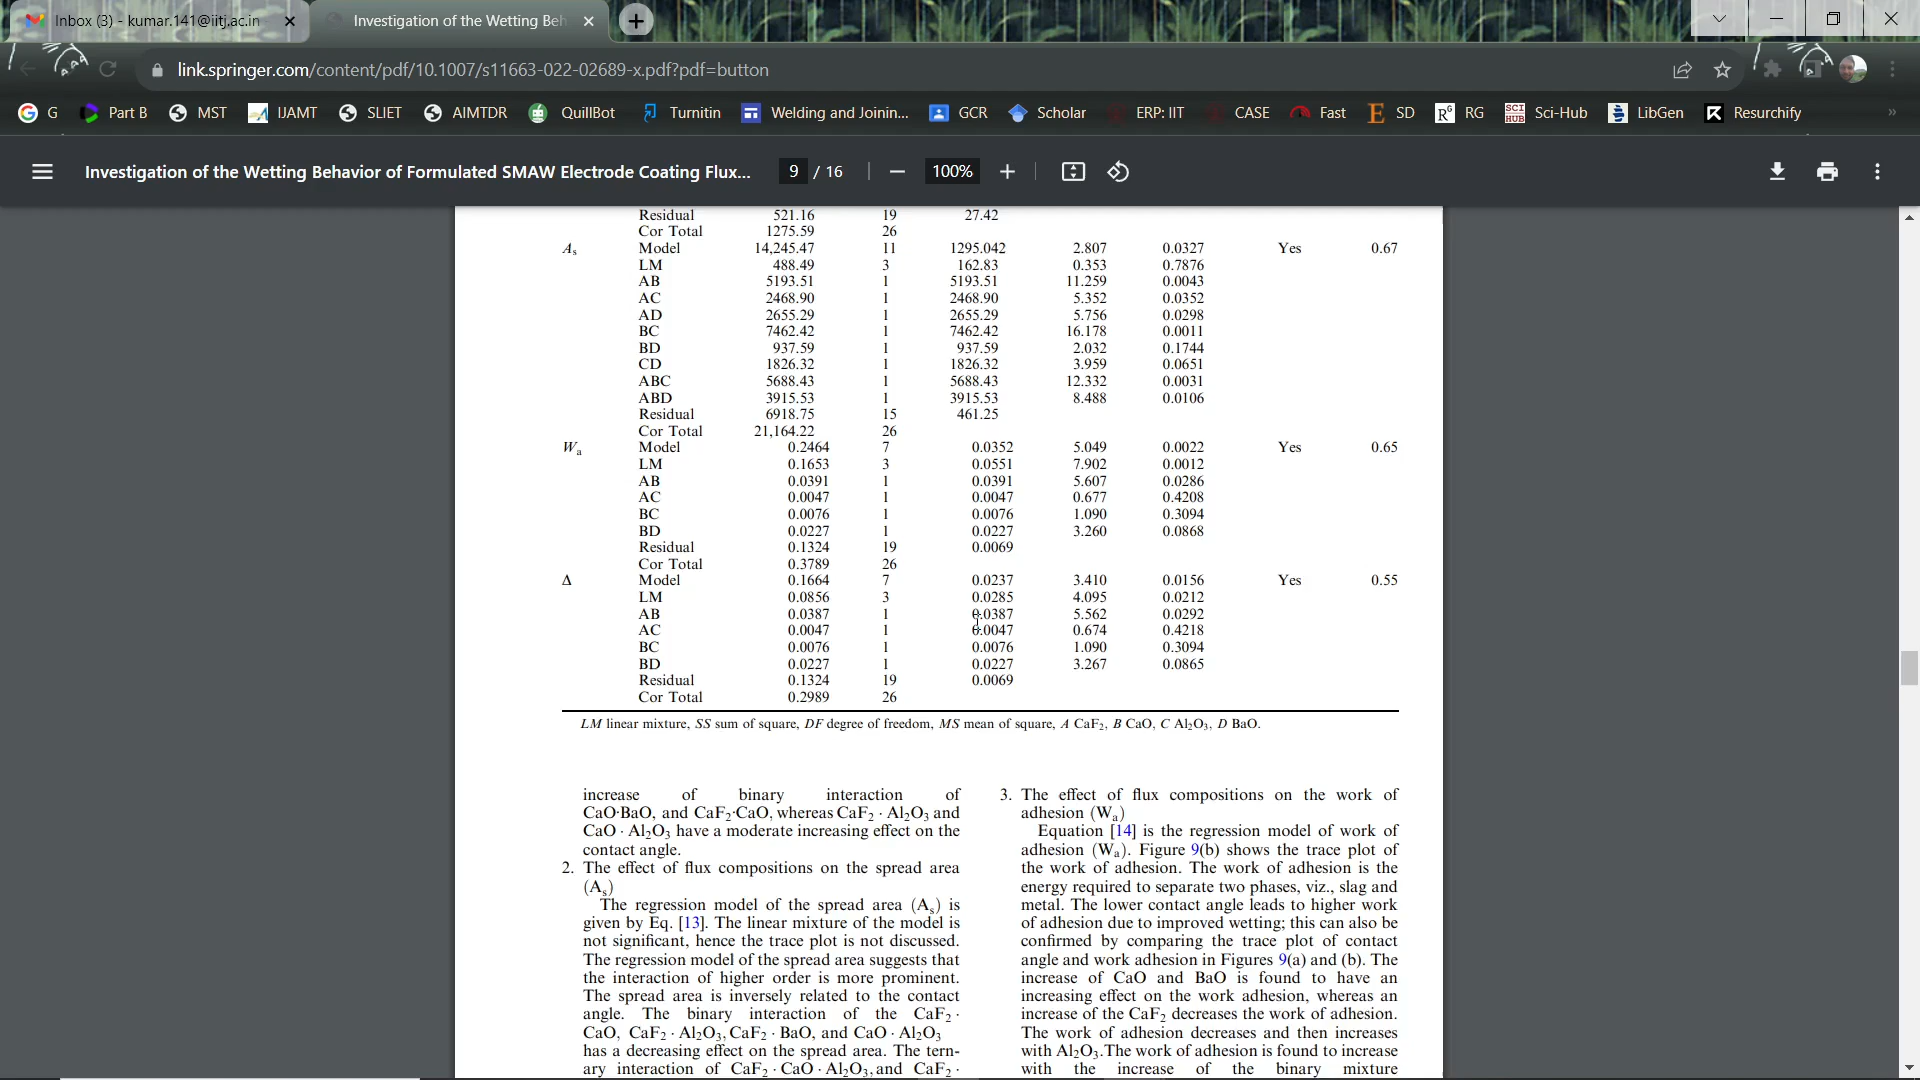 Inbox (3) - kumar.141@iitj.ac.in
Investigation of the Wetting Beh
link.springer.com/content/pdf/10.1007/s11663-022-02689-x.pdf?pdf=button
G Part B MST IJAMT SLIET AIMTDR QuillBot Turnitin Welding and Joinin... GCR Scholar ERP: IIT CASE Fast SD RG Sci-Hub LibGen Resurchify »
Investigation of the Wetting Behavior of Formulated SMAW Electrode Coating Flux... 9 / 16 — 100% +
Residual 521.16 19 27.42
Cor Total 1275.59 26
Aₛ Model 14,245.47 11 1295.042 2.807 0.0327 Yes 0.67
LM 488.49 3 162.83 0.353 0.7876
AB 5193.51 1 5193.51 11.259 0.0043
AC 2468.90 1 2468.90 5.352 0.0352
AD 2655.29 1 2655.29 5.756 0.0298
BC 7462.42 1 7462.42 16.178 0.0011
BD 937.59 1 937.59 2.032 0.1744
CD 1826.32 1 1826.32 3.959 0.0651
ABC 5688.43 1 5688.43 12.332 0.0031
ABD 3915.53 1 3915.53 8.488 0.0106
Residual 6918.75 15 461.25
Cor Total 21,164.22 26
Wₐ Model 0.2464 7 0.0352 5.049 0.0022 Yes 0.65
LM 0.1653 3 0.0551 7.902 0.0012
AB 0.0391 1 0.0391 5.607 0.0286
AC 0.0047 1 0.0047 0.677 0.4208
BC 0.0076 1 0.0076 1.090 0.3094
BD 0.0227 1 0.0227 3.260 0.0868
Residual 0.1324 19 0.0069
Cor Total 0.3789 26
Δ Model 0.1664 7 0.0237 3.410 0.0156 Yes 0.55
LM 0.0856 3 0.0285 4.095 0.0212
AB 0.0387 1 0.0387 5.562 0.0292
AC 0.0047 1 0.0047 0.674 0.4218
BC 0.0076 1 0.0076 1.090 0.3094
BD 0.0227 1 0.0227 3.267 0.0865
Residual 0.1324 19 0.0069
Cor Total 0.2989 26
LM linear mixture, SS sum of square, DF degree of freedom, MS mean of square, A CaF₂, B CaO, C Al₂O₃, D BaO.
increase of binary interaction of
CaO·BaO, and CaF₂·CaO, whereas CaF₂ · Al₂O₃ and
CaO · Al₂O₃ have a moderate increasing effect on the
contact angle.
2. The effect of flux compositions on the spread area
(Aₛ)
The regression model of the spread area (Aₛ) is
given by Eq. [13]. The linear mixture of the model is
not significant, hence the trace plot is not discussed.
The regression model of the spread area suggests that
the interaction of higher order is more prominent.
The spread area is inversely related to the contact
angle. The binary interaction of the CaF₂ ·
CaO, CaF₂ · Al₂O₃, CaF₂ · BaO, and CaO · Al₂O₃
has a decreasing effect on the spread area. The tern-
ary interaction of CaF₂ · CaO · Al₂O₃, and CaF₂ ·
3. The effect of flux compositions on the work of
adhesion (Wₐ)
Equation [14] is the regression model of work of
adhesion (Wₐ). Figure 9(b) shows the trace plot of
the work of adhesion. The work of adhesion is the
energy required to separate two phases, viz., slag and
metal. The lower contact angle leads to higher work
of adhesion due to improved wetting; this can also be
confirmed by comparing the trace plot of contact
angle and work adhesion in Figures 9(a) and (b). The
increase of CaO and BaO is found to have an
increasing effect on the work adhesion, whereas an
increase of the CaF₂ decreases the work of adhesion.
The work of adhesion decreases and then increases
with Al₂O₃.The work of adhesion is found to increase
with the increase of the binary mixture